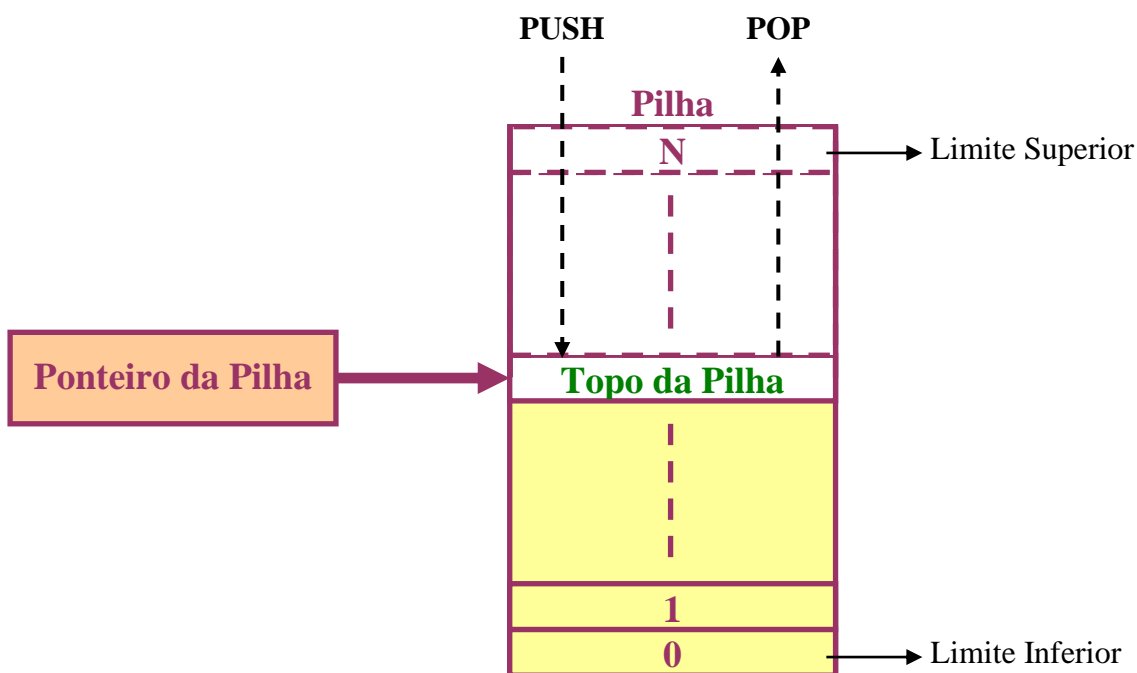 PUSH POP
Pilha
N
Limite Superior
Ponteiro da Pilha
Topo da Pilha
1
0
Limite Inferior